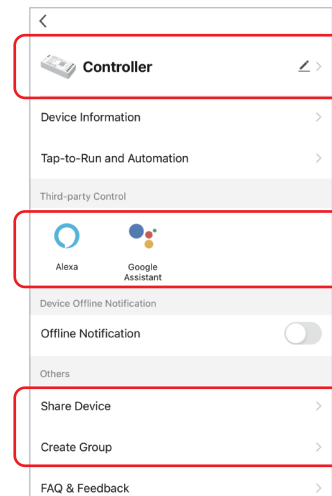 Controller
Device Information
Tap-to-Run and Automation
Third-party Control
Alexa
Google
Assistant
Device Offline Notification
Offline Notification
Others
Share Device
Create Group
FAQ & Feedback